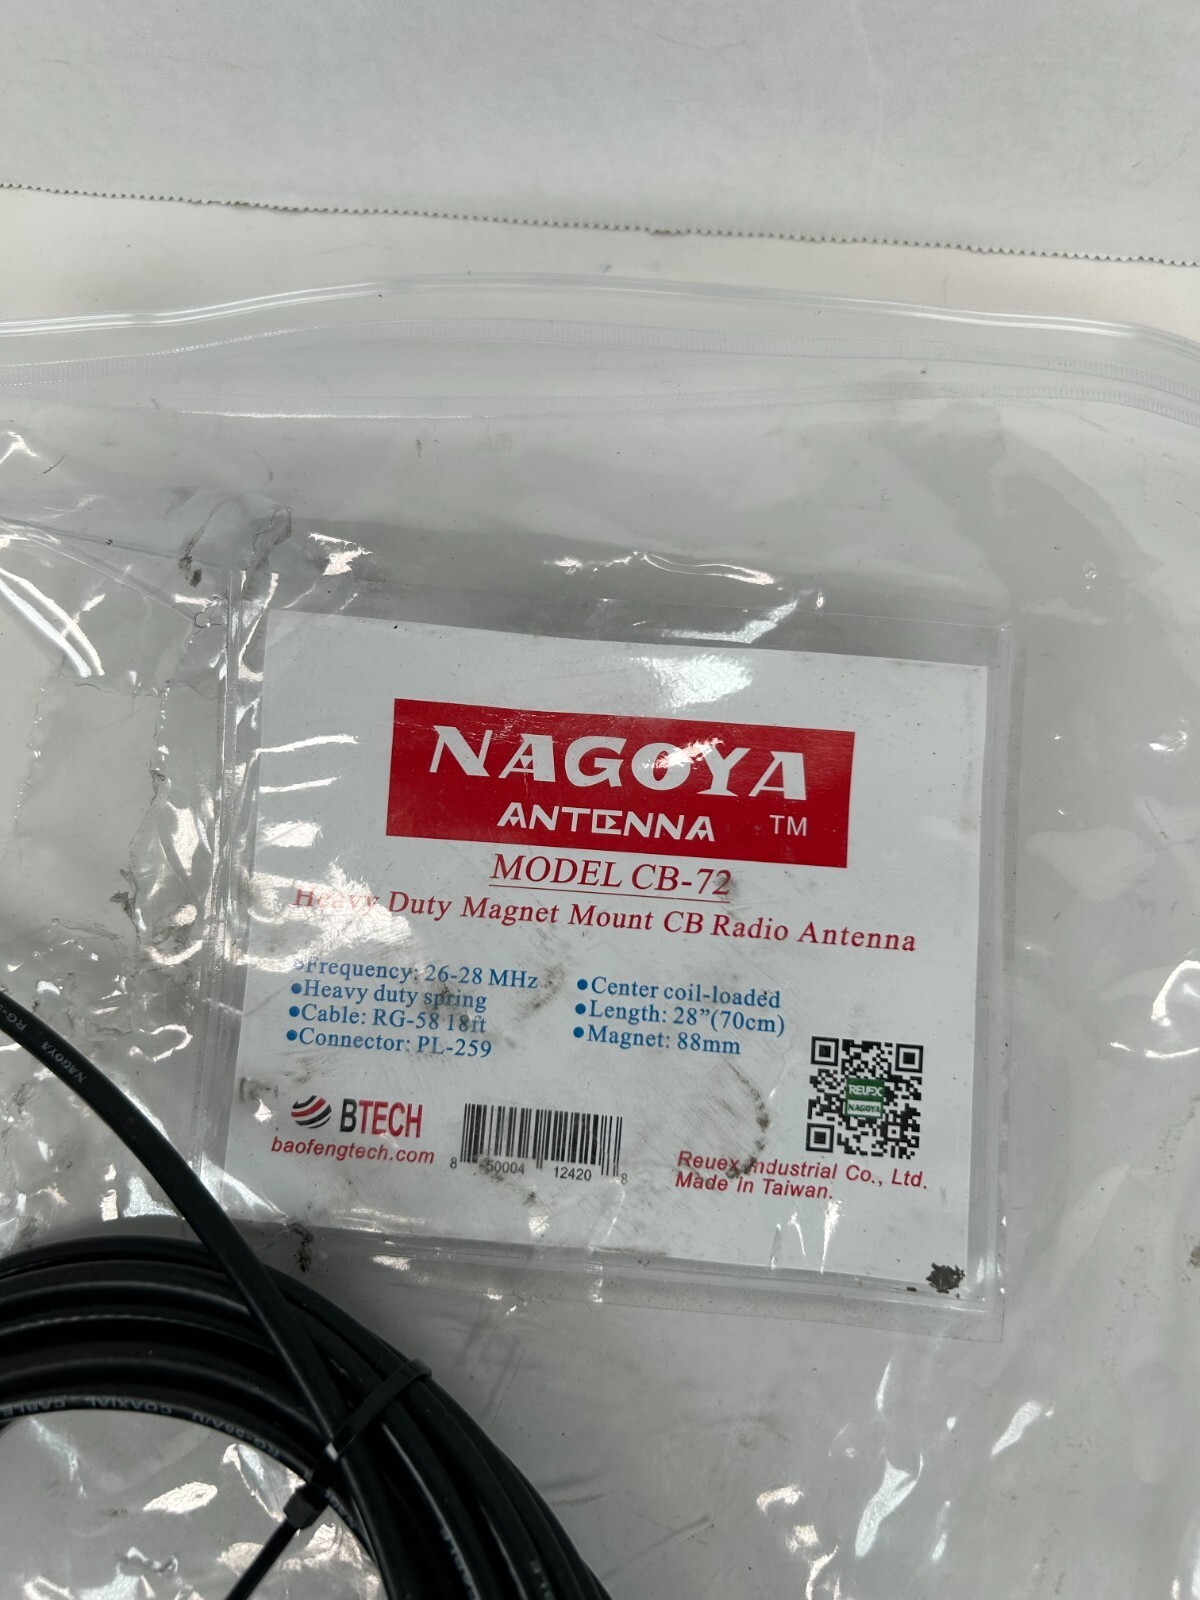 NAGOYA
ANTENNA TM
MODEL CB-72
Heavy Duty Magnet Mount CB Radio Antenna
●Frequency: 26-28 MHz
●Heavy duty spring
●Cable: RG-58 18ft
●Connector: PL-259
●Center coil-loaded
●Length: 28”(70cm)
●Magnet: 88mm
BTECH
baofengtech.com
8 50004 12420 8
REUEX
NAGOYA
Reuex Industrial Co., Ltd.
Made in Taiwan.
NAGOYA RG-
COAXIAL CABLE